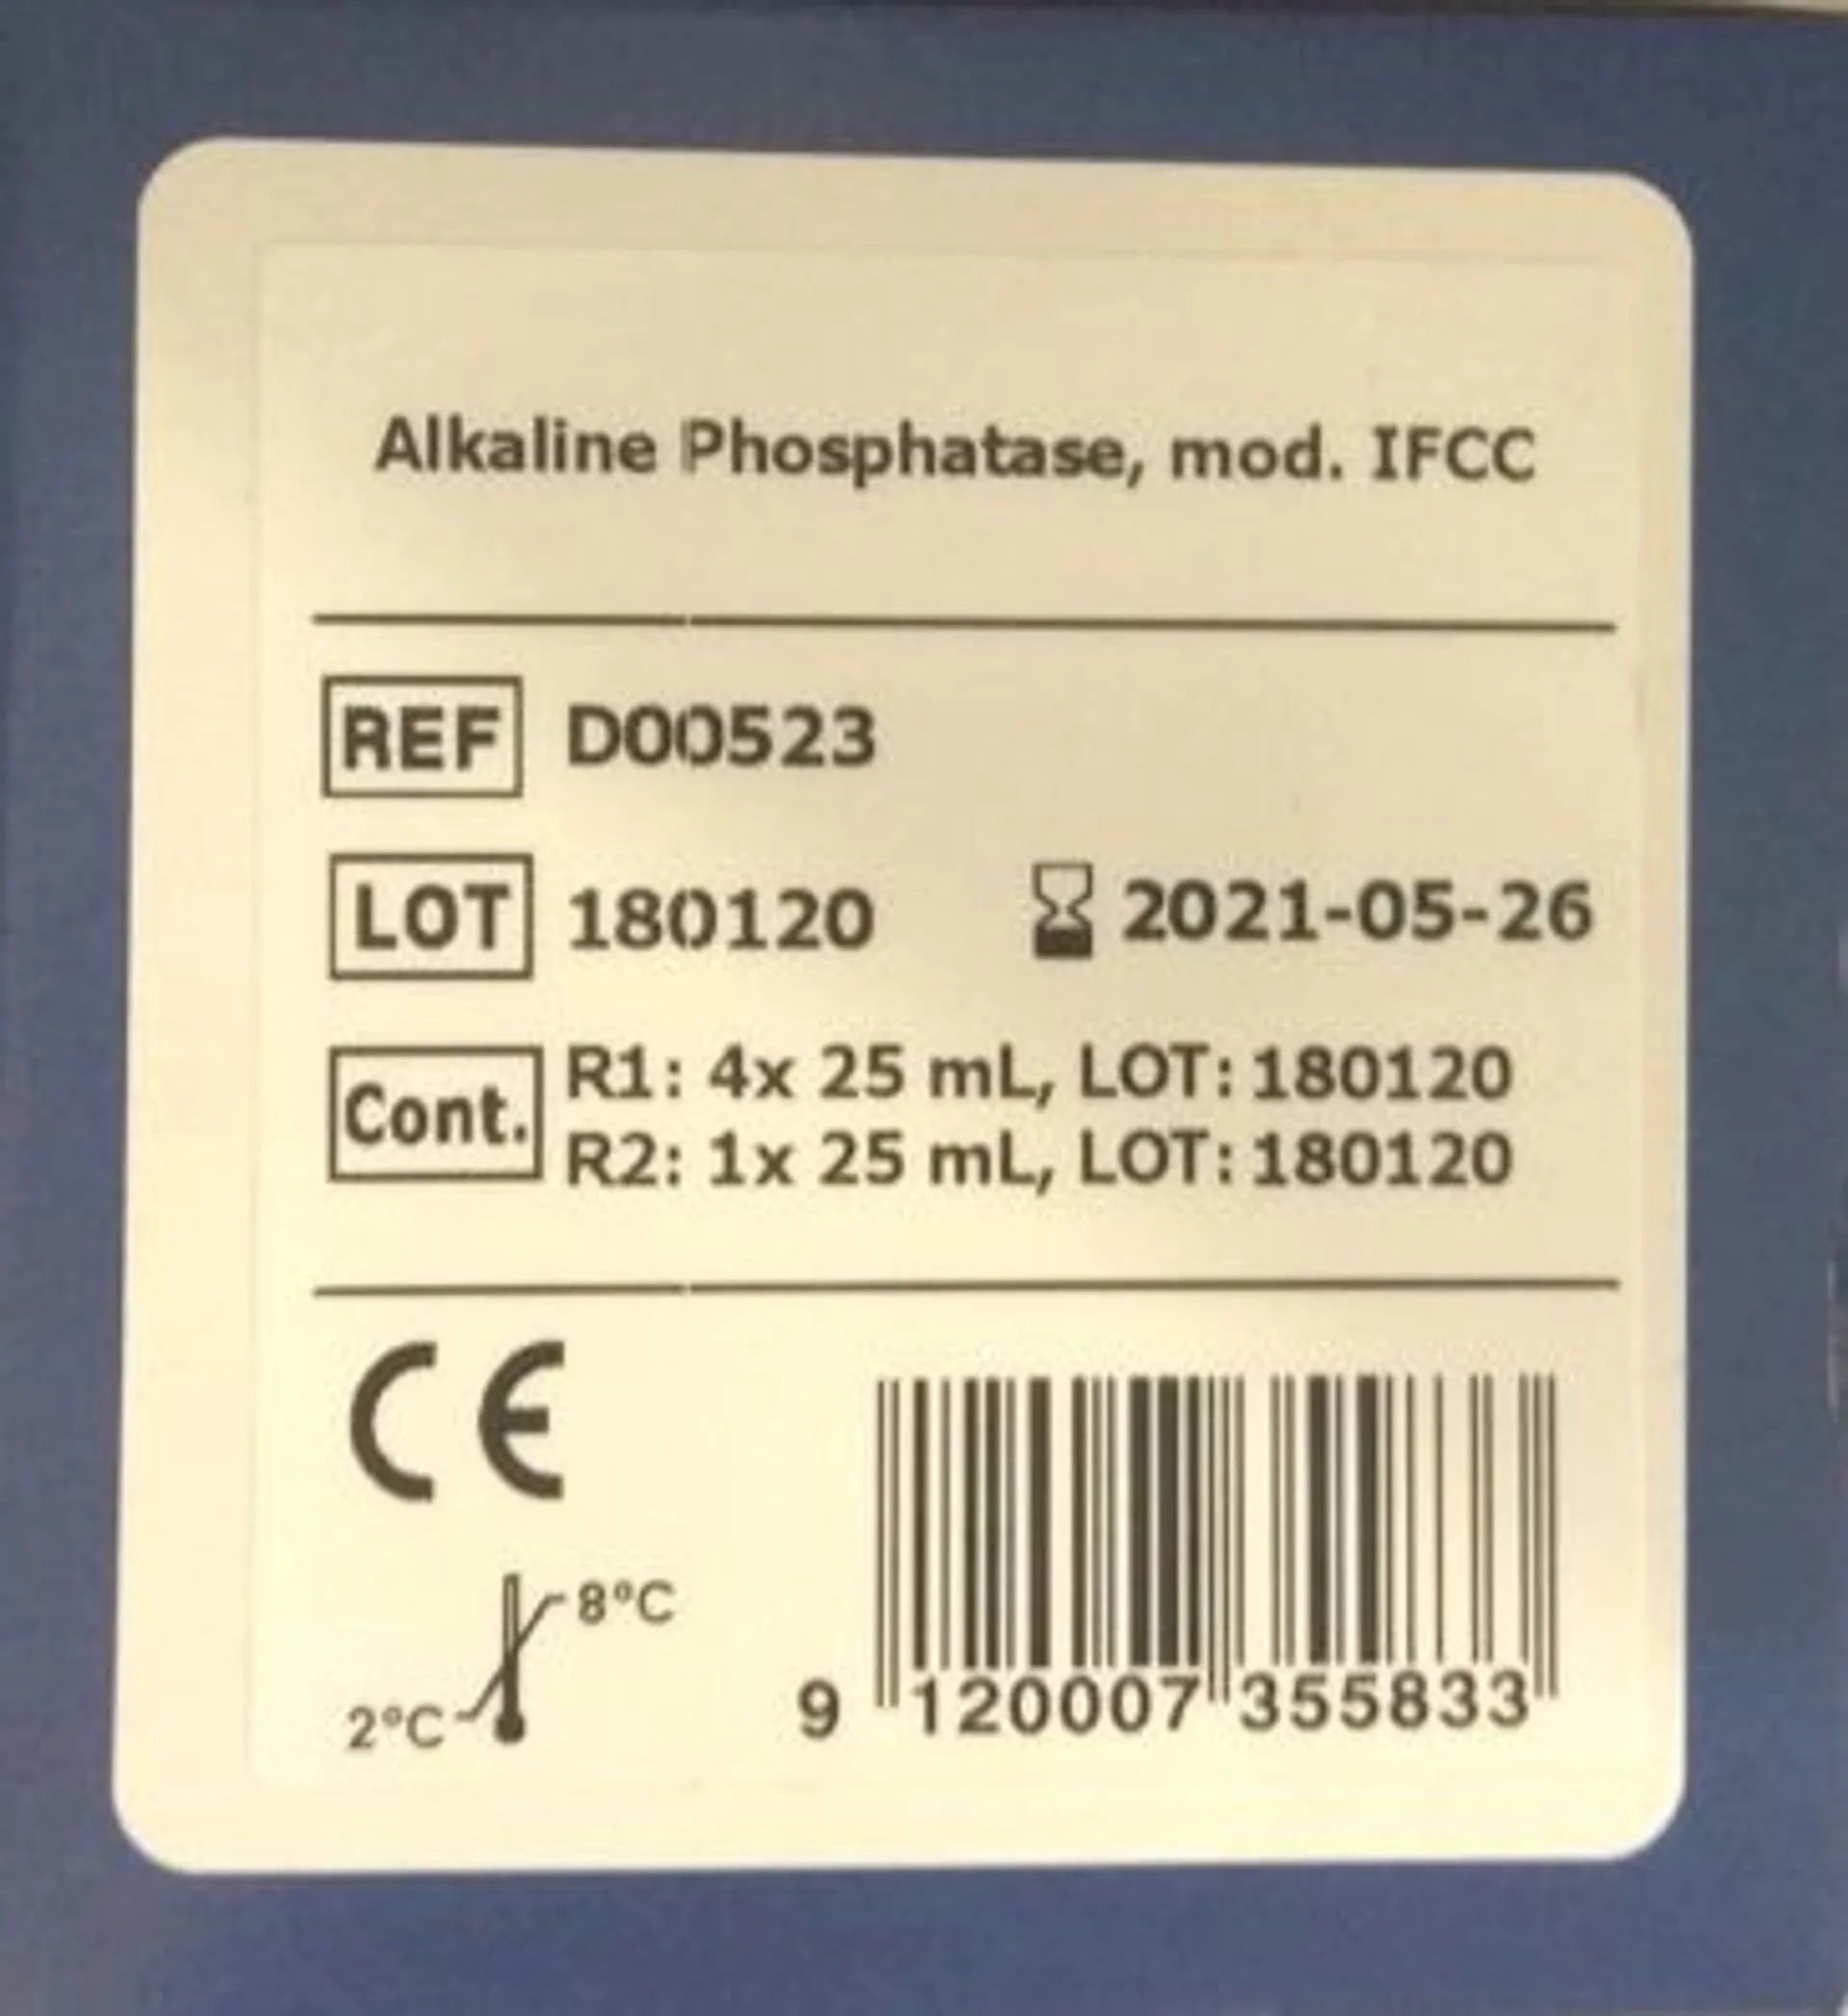 Alkaline Phosphatase, mod. IFCC
REF D00523
LOT 180120 2021-05-26
Cont. R1: 4x 25 mL, LOT: 180120
R2: 1x 25 mL, LOT: 180120
CE
8°C
2°C
9 120007 355833